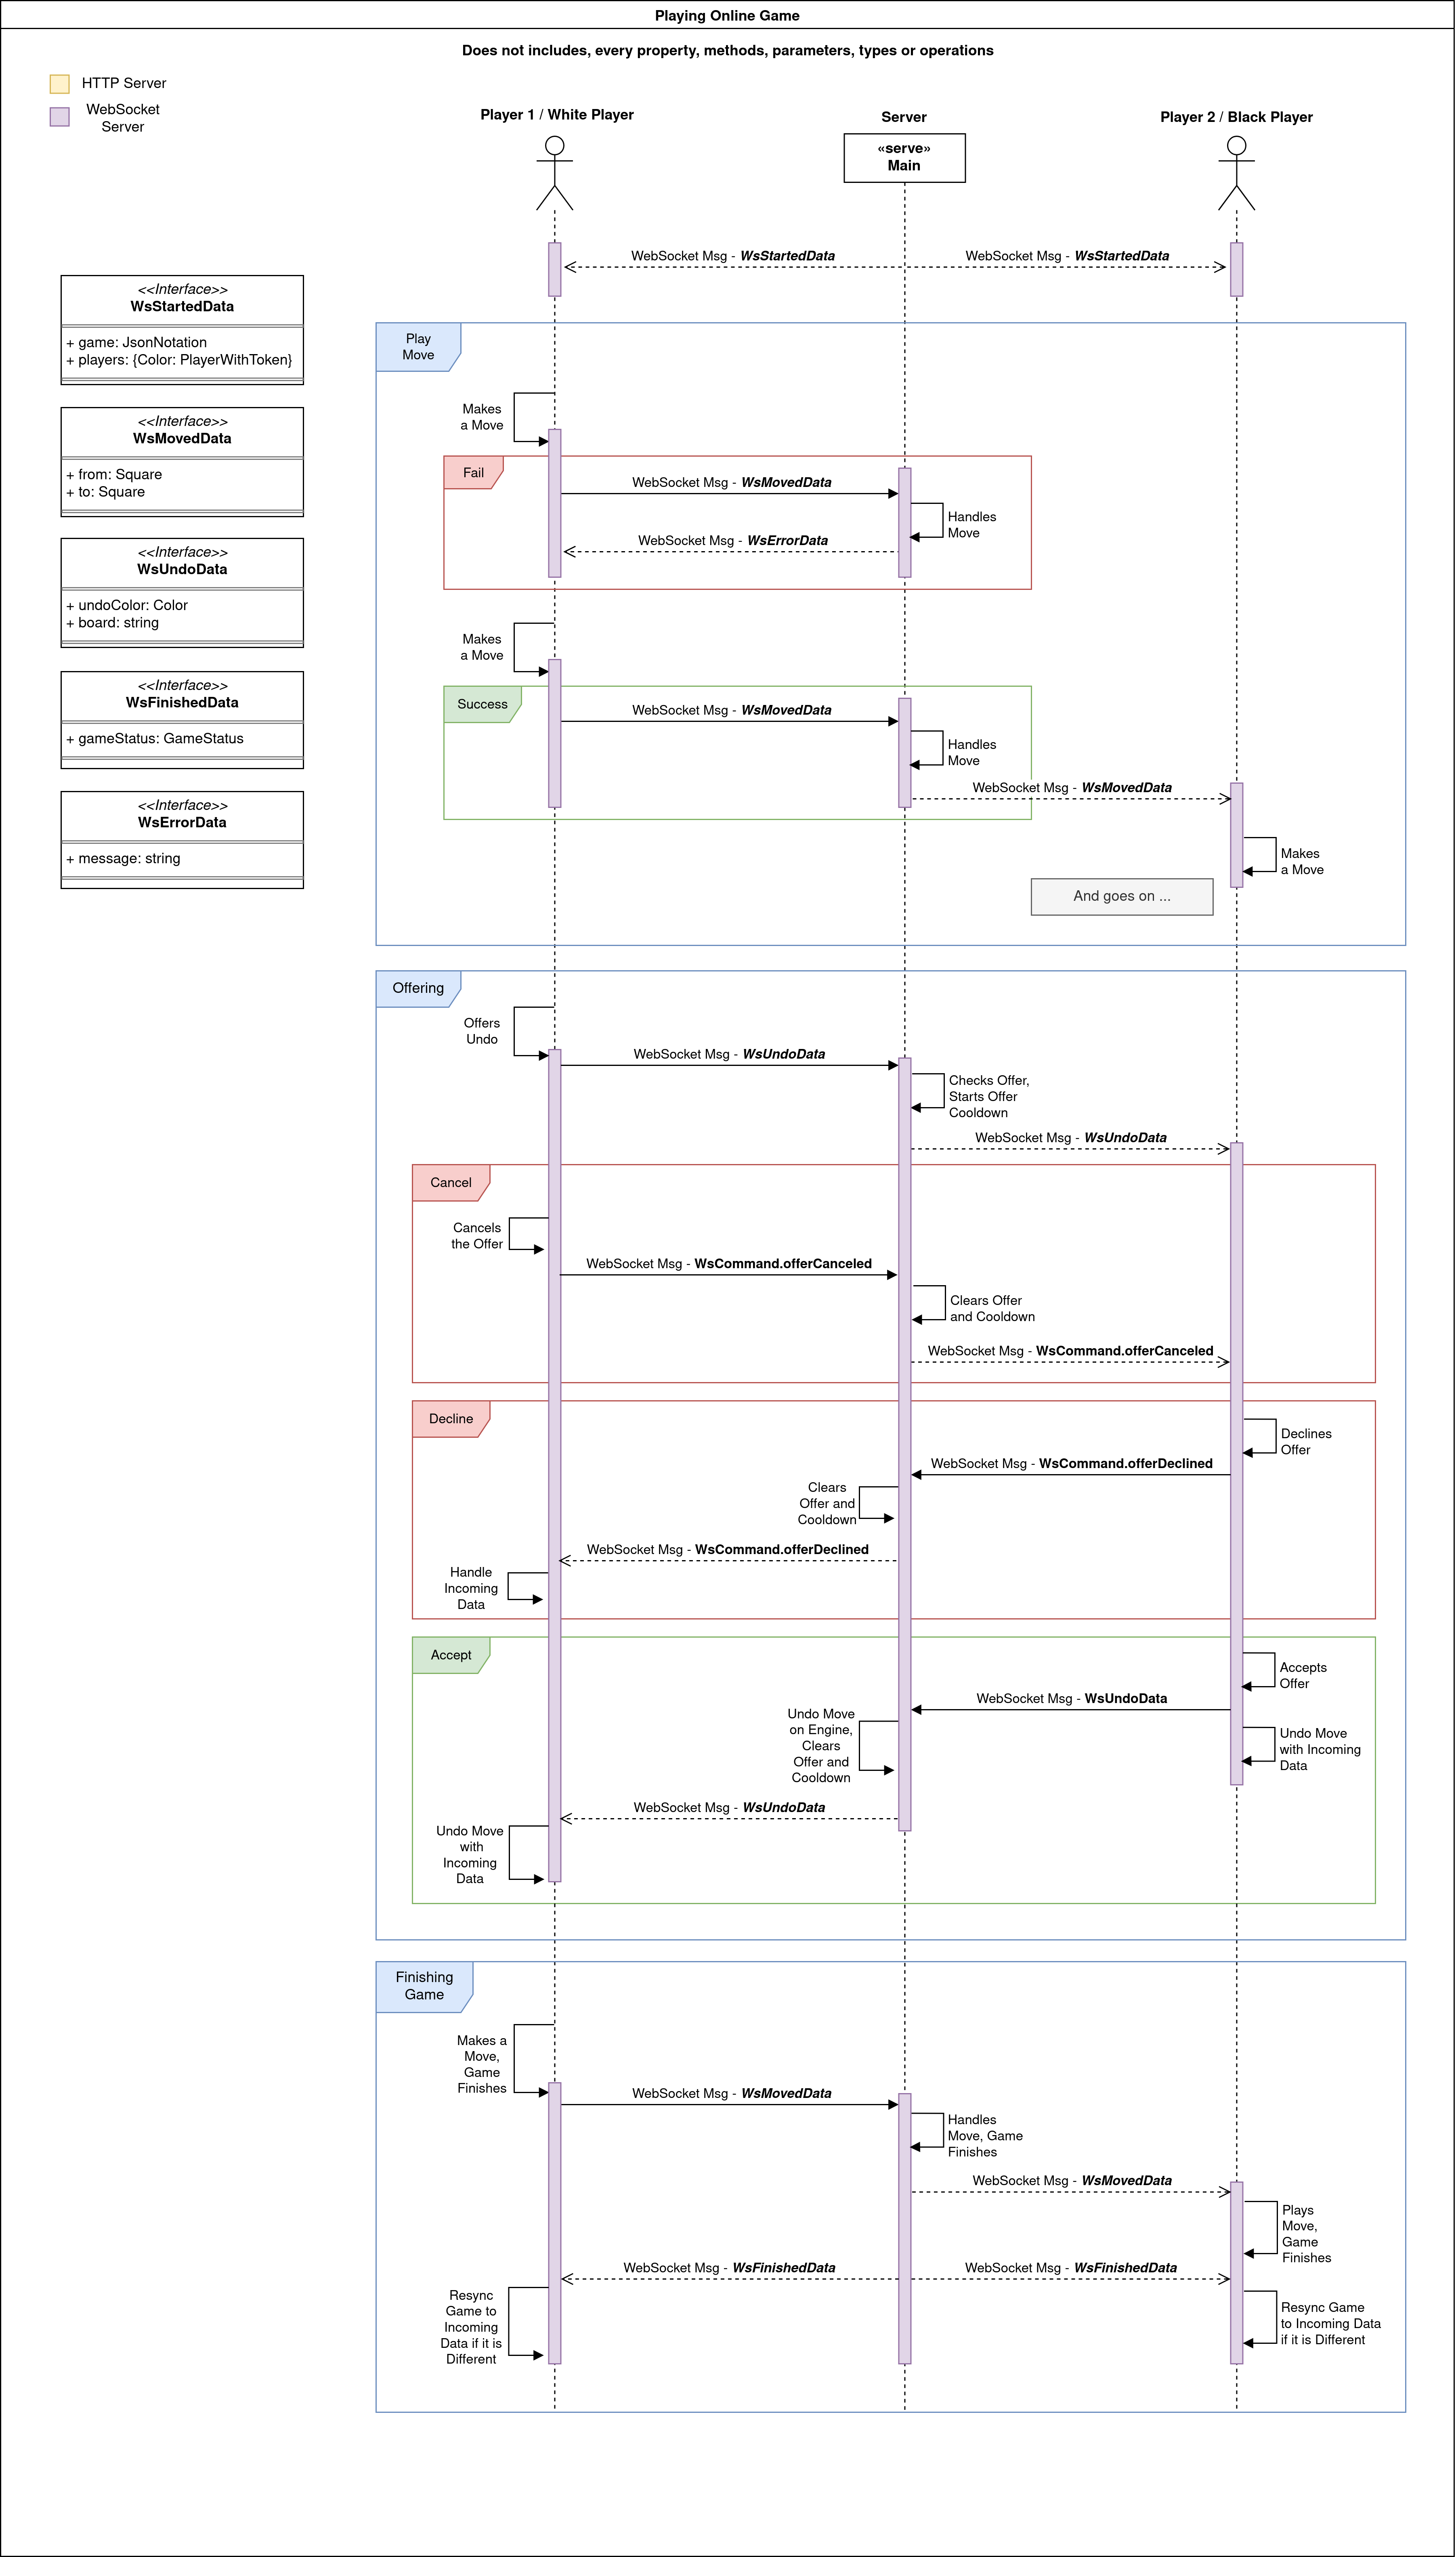 Playing Online Game
Does not includes, every property, methods, parameters, types or operations
HTTP Server
WebSocket
Server
Player 1 / White Player
Server
Player 2 / Black Player
«serve»
Main
WebSocket Msg - WsStartedData
WebSocket Msg - WsStartedData
<<Interface>>
WsStartedData
+ game: JsonNotation
+ players: {Color: PlayerWithToken}
<<Interface>>
WsMovedData
+ from: Square
+ to: Square
<<Interface>>
WsUndoData
+ undoColor: Color
+ board: string
<<Interface>>
WsFinishedData
+ gameStatus: GameStatus
<<Interface>>
WsErrorData
+ message: string
Play
Move
Makes
a Move
Fail
WebSocket Msg - WsMovedData
Handles
Move
WebSocket Msg - WsErrorData
Makes
a Move
Success
WebSocket Msg - WsMovedData
Handles
Move
WebSocket Msg - WsMovedData
Makes
a Move
And goes on ...
Offering
Offers
Undo
WebSocket Msg - WsUndoData
Checks Offer,
Starts Offer
Cooldown
WebSocket Msg - WsUndoData
Cancel
Cancels
the Offer
WebSocket Msg - WsCommand.offerCanceled
Clears Offer
and Cooldown
WebSocket Msg - WsCommand.offerCanceled
Decline
Declines
Offer
WebSocket Msg - WsCommand.offerDeclined
Clears
Offer and
Cooldown
WebSocket Msg - WsCommand.offerDeclined
Handle
Incoming
Data
Accept
Accepts
Offer
WebSocket Msg - WsUndoData
Undo Move
on Engine,
Clears
Offer and
Cooldown
Undo Move
with Incoming
Data
WebSocket Msg - WsUndoData
Undo Move
with
Incoming
Data
Finishing
Game
Makes a
Move,
Game
Finishes
WebSocket Msg - WsMovedData
Handles
Move, Game
Finishes
WebSocket Msg - WsMovedData
Plays
Move,
Game
Finishes
WebSocket Msg - WsFinishedData
WebSocket Msg - WsFinishedData
Resync
Game to
Incoming
Data if it is
Different
Resync Game
to Incoming Data
if it is Different